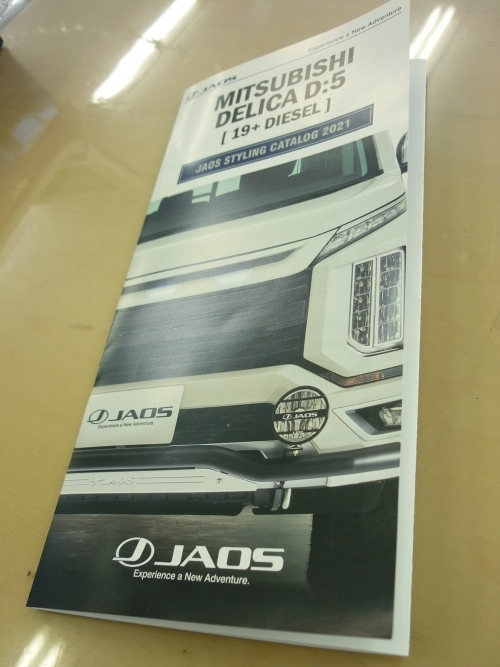 JAOS
Experience a New Adventure
MITSUBISHI
DELICA D:5
[ 19+ DIESEL ]
JAOS STYLING CATALOG 2021
JAOS
JAOS
Experience a New Adventure.
JAOS
JAOS
Experience a New Adventure.